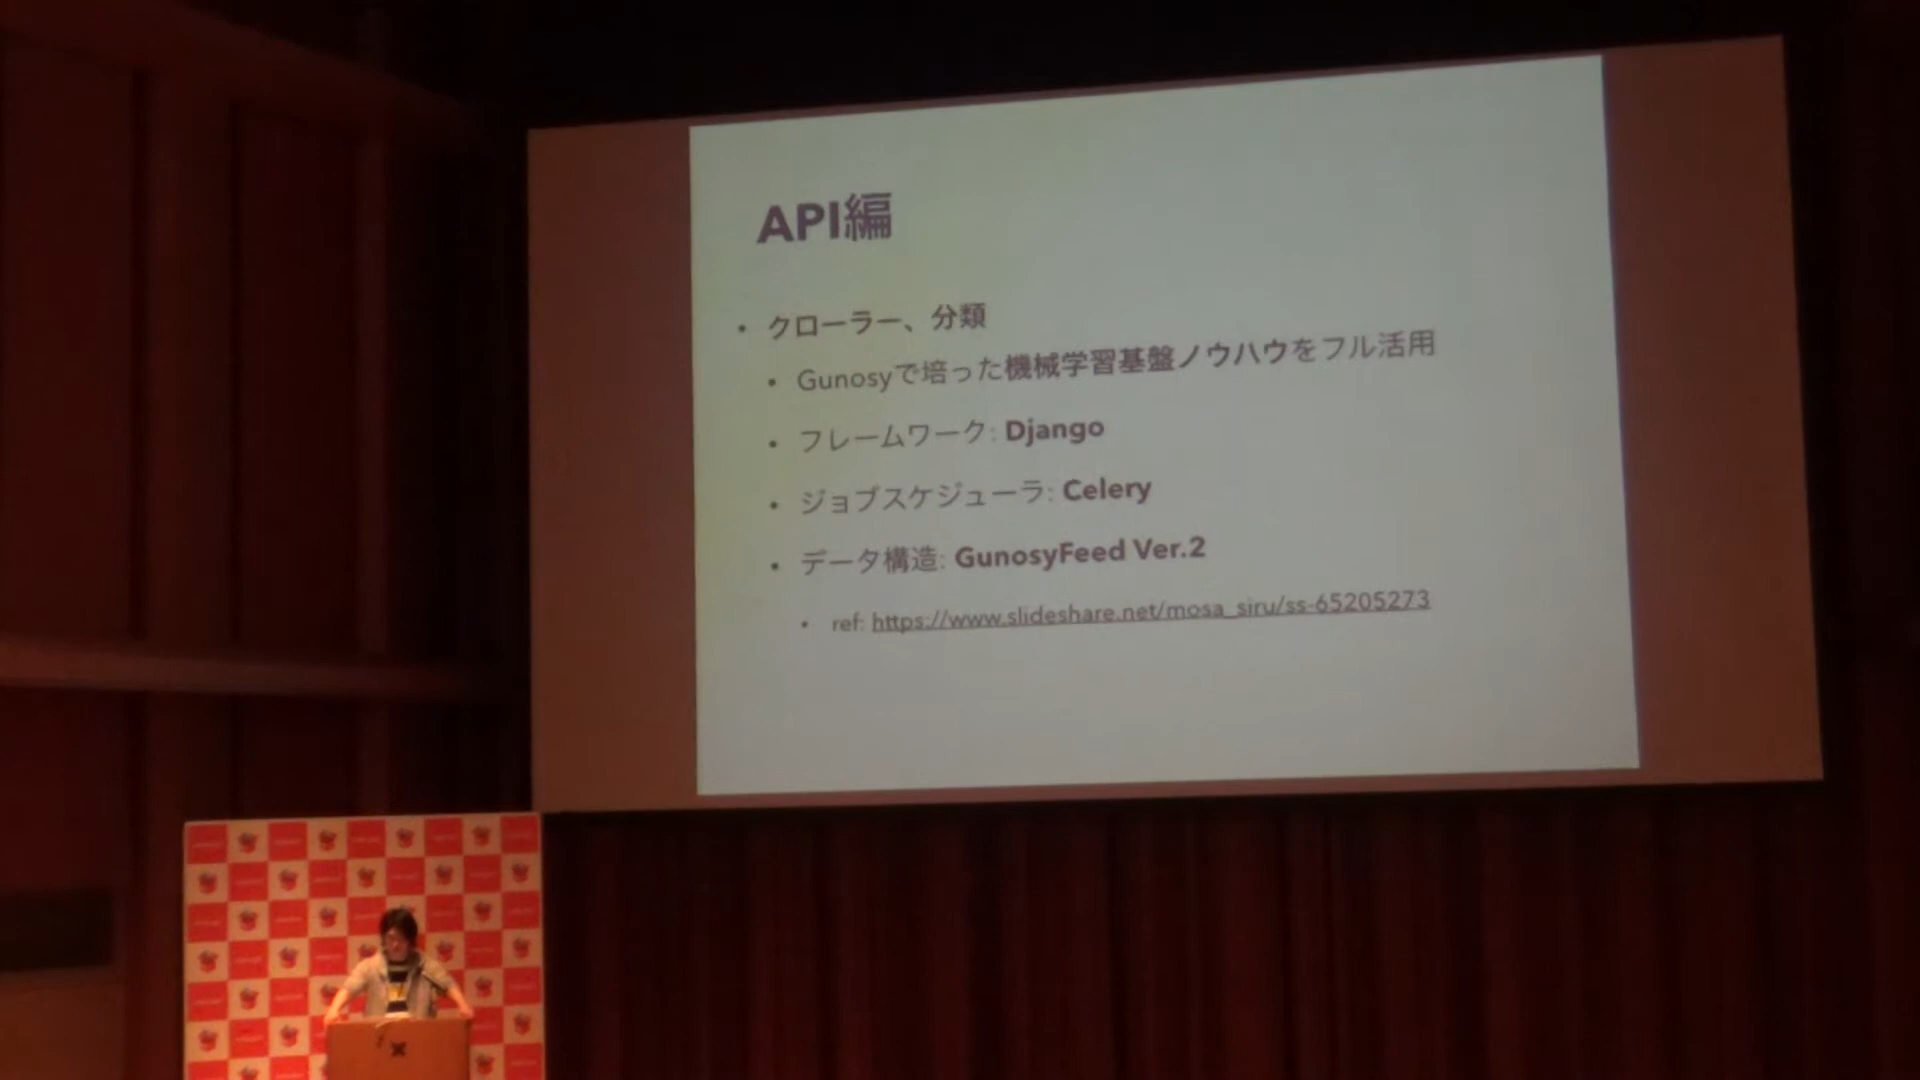 API編
• クローラー、分類
• Gunosyで培った機械学習基盤ノウハウをフル活用
• フレームワーク: Django
• ジョブスケジューラ: Celery
• データ構造: GunosyFeed Ver.2
• ref: https://www.slideshare.net/mosa_siru/ss-65205273